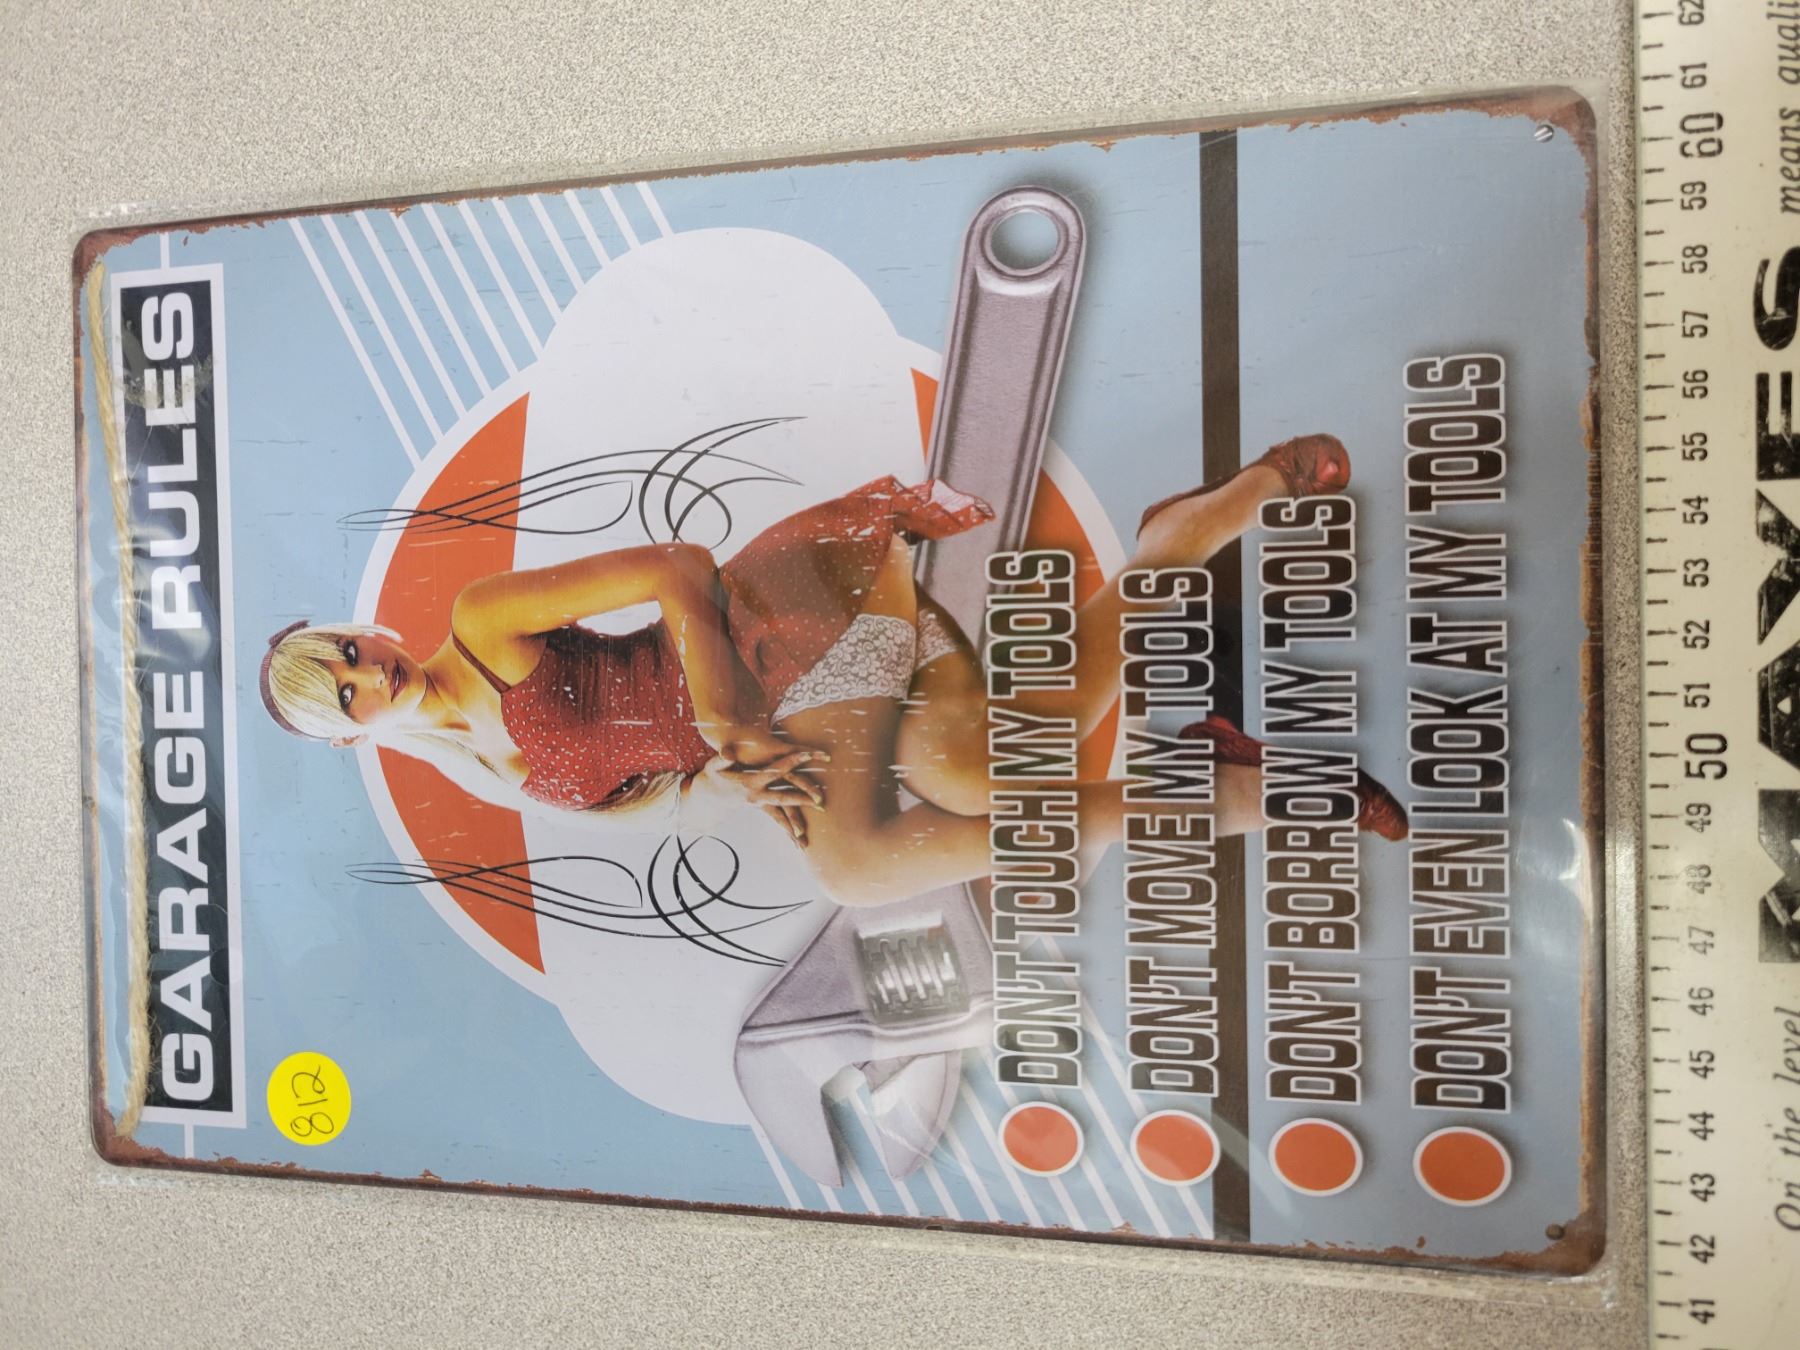 GARAGE RULES
812
DON'T TOUCH MY TOOLS
DON'T MOVE MY TOOLS
DON'T BORROW MY TOOLS
DON'T EVEN LOOK AT MY TOOLS
41 42 43 44 45 46 47 48 49 50 51 52 53 54 55 56 57 58 59 60 61 62
On the level MAXES means quali